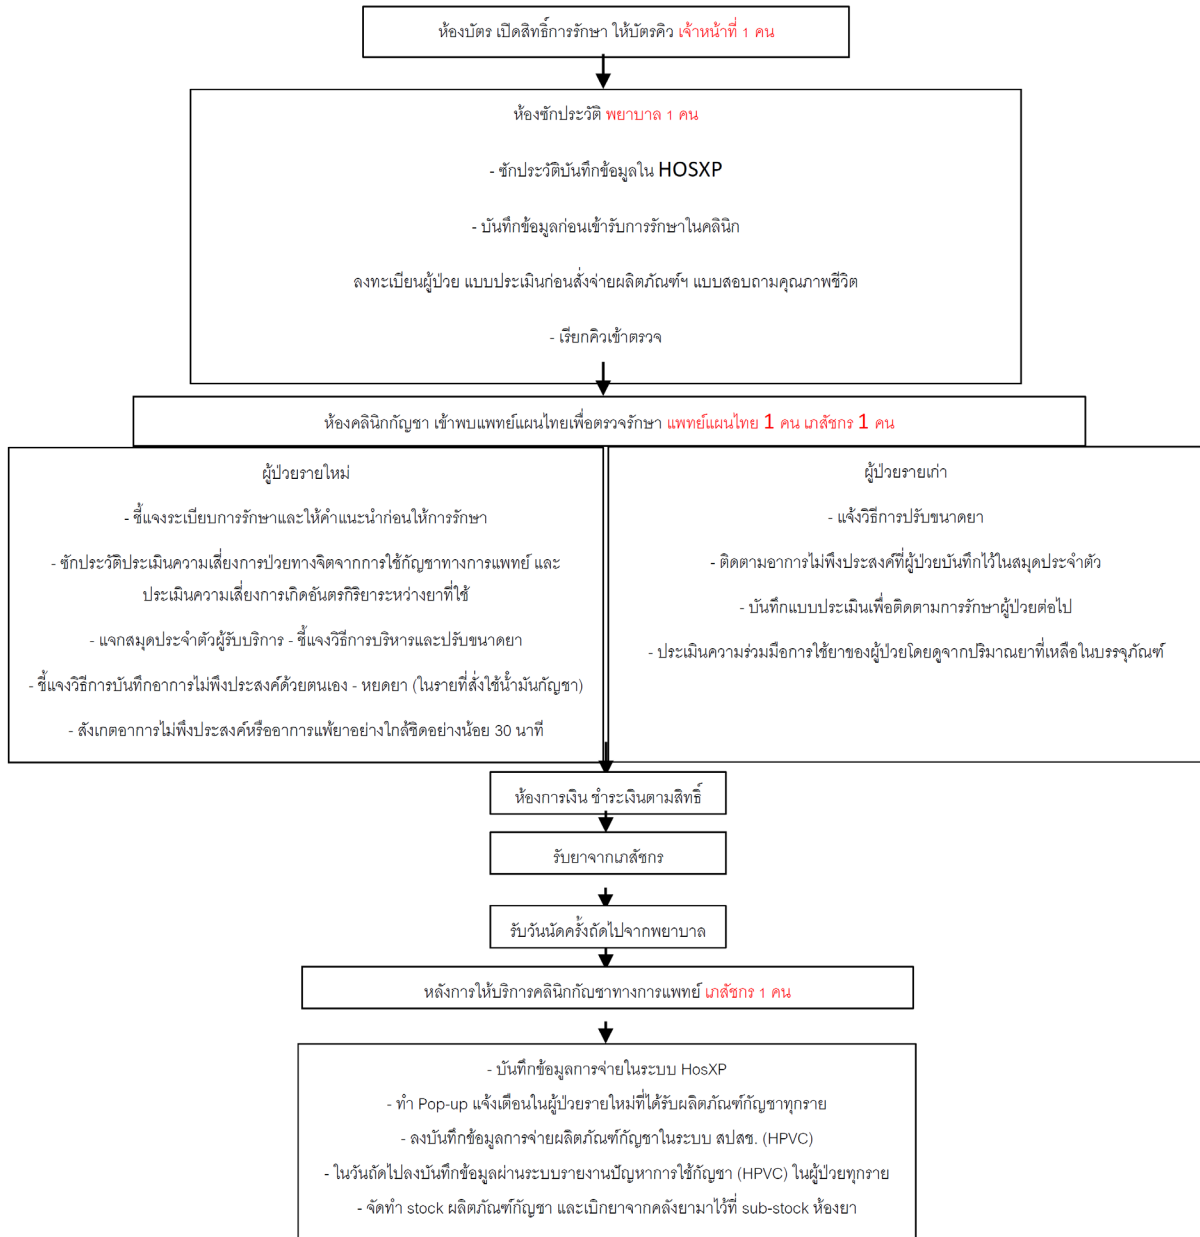 ห้องบัตร เปิดสิทธิ์การรักษา ให้บัตรคิว เจ้าหน้าที่ 1 คน
ห้องซักประวัติ พยาบาล 1 คน
- ซักประวัติบันทึกข้อมูลใน HOSXP
- บันทึกข้อมูลก่อนเข้ารับการรักษาในคลินิก
ลงทะเบียนผู้ป่วย แบบประเมินก่อนสั่งจ่ายผลิตภัณฑ์ฯ แบบสอบถามคุณภาพชีวิต
- เรียกคิวเข้าตรวจ
ห้องคลินิกกัญชา เข้าพบแพทย์แผนไทยเพื่อตรวจรักษา แพทย์แผนไทย 1 คน เภสัชกร 1 คน
ผู้ป่วยรายใหม่
- ชี้แจงระเบียบการรักษาและให้คำแนะนำก่อนให้การรักษา
- ซักประวัติประเมินความเสี่ยงการป่วยทางจิตจากการใช้กัญชาทางการแพทย์ และ
ประเมินความเสี่ยงการเกิดอันตรกิริยาระหว่างยาที่ใช้
- แจกสมุดประจำตัวผู้รับบริการ - ชี้แจงวิธีการบริหารและปรับขนาดยา
- ชี้แจงวิธีการบันทึกอาการไม่พึงประสงค์ด้วยตนเอง - หยดยา (ในรายที่สั่งใช้น้ำมันกัญชา)
- สังเกตอาการไม่พึงประสงค์หรืออาการแพ้ยาอย่างใกล้ชิดอย่างน้อย 30 นาที
ผู้ป่วยรายเก่า
- แจ้งวิธีการปรับขนาดยา
- ติดตามอาการไม่พึงประสงค์ที่ผู้ป่วยบันทึกไว้ในสมุดประจำตัว
- บันทึกแบบประเมินเพื่อติดตามการรักษาผู้ป่วยต่อไป
- ประเมินความร่วมมือการใช้ยาของผู้ป่วยโดยดูจากปริมาณยาที่เหลือในบรรจุภัณฑ์
ห้องการเงิน ชำระเงินตามสิทธิ์
รับยาจากเภสัชกร
รับวันนัดครั้งถัดไปจากพยาบาล
หลังการให้บริการคลินิกกัญชาทางการแพทย์ เภสัชกร 1 คน
- บันทึกข้อมูลการจ่ายในระบบ HosXP
- ทำ Pop-up แจ้งเตือนในผู้ป่วยรายใหม่ที่ได้รับผลิตภัณฑ์กัญชาทุกราย
- ลงบันทึกข้อมูลการจ่ายผลิตภัณฑ์กัญชาในระบบ สปสช. (HPVC)
- ในวันถัดไปลงบันทึกข้อมูลผ่านระบบรายงานปัญหาการใช้กัญชา (HPVC) ในผู้ป่วยทุกราย
- จัดทำ stock ผลิตภัณฑ์กัญชา และเบิกยาจากคลังยามาไว้ที่ sub-stock ห้องยา